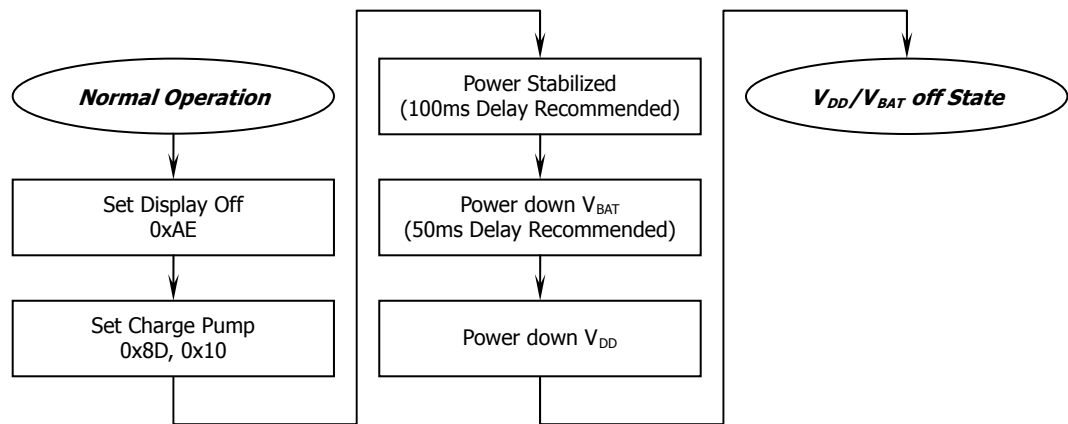 Normal Operation
Set Display Off
0xAE
Set Charge Pump
0x8D, 0x10
Power Stabilized
(100ms Delay Recommended)
Power down VBAT
(50ms Delay Recommended)
Power down VDD
VDD/VBAT off State